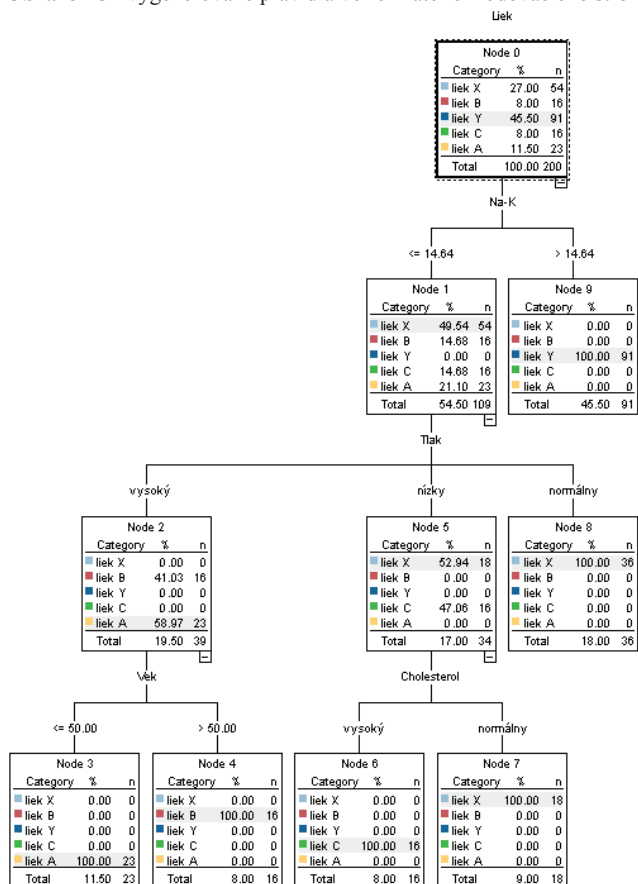 Liek
Node 0
Category % n
liek X 27.00 54
liek B 8.00 16
liek Y 45.50 91
liek C 8.00 16
liek A 11.50 23
Total 100.00 200
Na-K
<= 14.64
> 14.64
Node 1
Category % n
liek X 49.54 54
liek B 14.68 16
liek Y 0.00 0
liek C 14.68 16
liek A 21.10 23
Total 54.50 109
Node 9
Category % n
liek X 0.00 0
liek B 0.00 0
liek Y 100.00 91
liek C 0.00 0
liek A 0.00 0
Total 45.50 91
Tlak
vysoký
nízky
normálny
Node 2
Category % n
liek X 0.00 0
liek B 41.03 16
liek Y 0.00 0
liek C 0.00 0
liek A 58.97 23
Total 19.50 39
Node 5
Category % n
liek X 52.94 18
liek B 0.00 0
liek Y 0.00 0
liek C 47.06 16
liek A 0.00 0
Total 17.00 34
Node 8
Category % n
liek X 100.00 36
liek B 0.00 0
liek Y 0.00 0
liek C 0.00 0
liek A 0.00 0
Total 18.00 36
Vek
Cholesterol
<= 50.00
> 50.00
vysoký
normálny
Node 3
Category % n
liek X 0.00 0
liek B 0.00 0
liek Y 0.00 0
liek C 0.00 0
liek A 100.00 23
Total 11.50 23
Node 4
Category % n
liek X 0.00 0
liek B 100.00 16
liek Y 0.00 0
liek C 0.00 0
liek A 0.00 0
Total 8.00 16
Node 6
Category % n
liek X 0.00 0
liek B 0.00 0
liek Y 0.00 0
liek C 100.00 16
liek A 0.00 0
Total 8.00 16
Node 7
Category % n
liek X 100.00 18
liek B 0.00 0
liek Y 0.00 0
liek C 0.00 0
liek A 0.00 0
Total 9.00 18